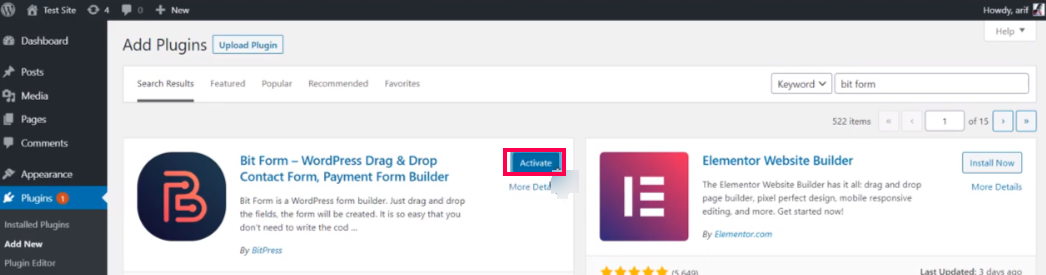 Test Site 4 0 + New Howdy, arif
Dashboard
Posts
Media
Pages
Comments
Appearance
Plugins 1
Installed Plugins
Add New
Plugin Editor
Help
Add Plugins Upload Plugin
Search Results Featured Popular Recommended Favorites Keyword bit form
522 items « ‹ 1 of 15 › »
Bit Form – WordPress Drag & Drop
Contact Form, Payment Form Builder
Activate
More
Bit Form is a WordPress form builder. Just drag and drop
the fields, the form will be created. It is so easy that you
don't need to write the cod ...
By BitPress
Elementor Website Builder
Install Now
More Details
The Elementor Website Builder has it all: drag and drop
page builder, pixel perfect design, mobile responsive
editing, and more. Get started now!
By Elementor.com
(5,649) Last Updated: 3 days ago